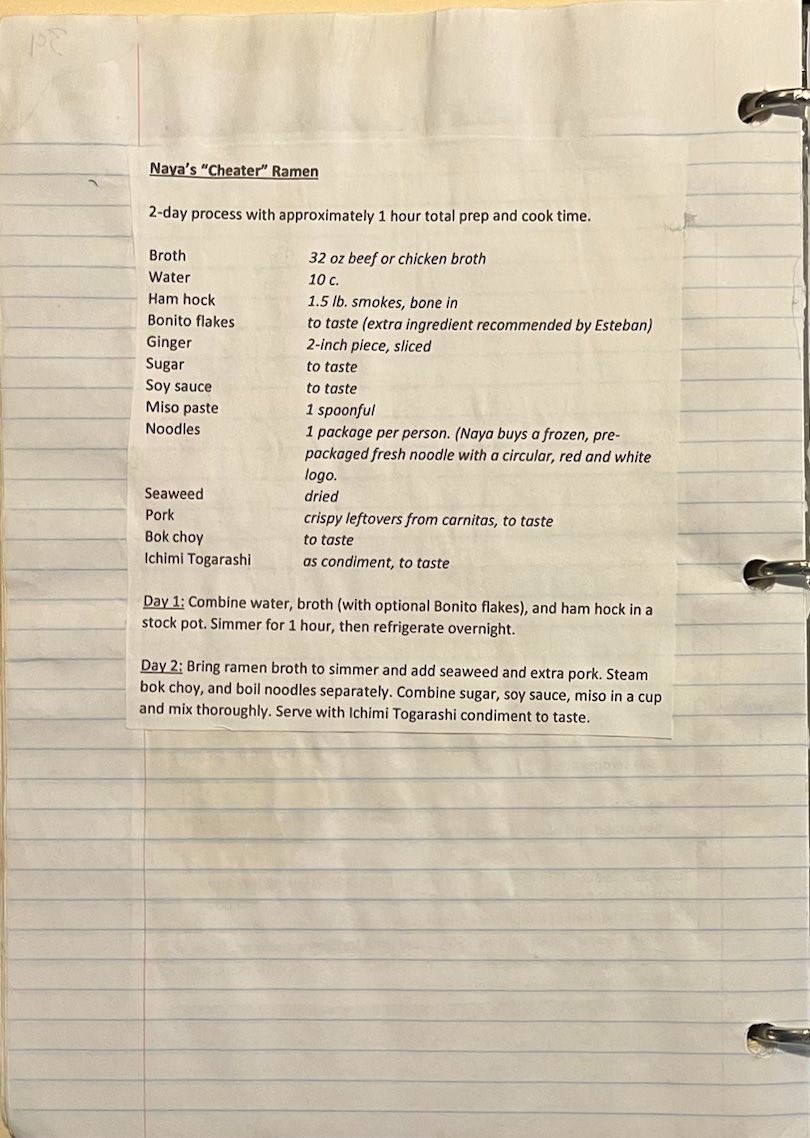 Naya's "Cheater" Ramen
2-day process with approximately 1 hour total prep and cook time.
Broth 32 oz beef or chicken broth
Water 10 c.
Ham hock 1.5 lb. smokes, bone in
Bonito flakes to taste (extra ingredient recommended by Esteban)
Ginger 2-inch piece, sliced
Sugar to taste
Soy sauce to taste
Miso paste 1 spoonful
Noodles 1 package per person. (Naya buys a frozen, pre-
packaged fresh noodle with a circular, red and white
logo.
Seaweed dried
Pork crispy leftovers from carnitas, to taste
Bok choy to taste
Ichimi Togarashi as condiment, to taste
Day 1: Combine water, broth (with optional Bonito flakes), and ham hock in a
stock pot. Simmer for 1 hour, then refrigerate overnight.
Day 2: Bring ramen broth to simmer and add seaweed and extra pork. Steam
bok choy, and boil noodles separately. Combine sugar, soy sauce, miso in a cup
and mix thoroughly. Serve with Ichimi Togarashi condiment to taste.